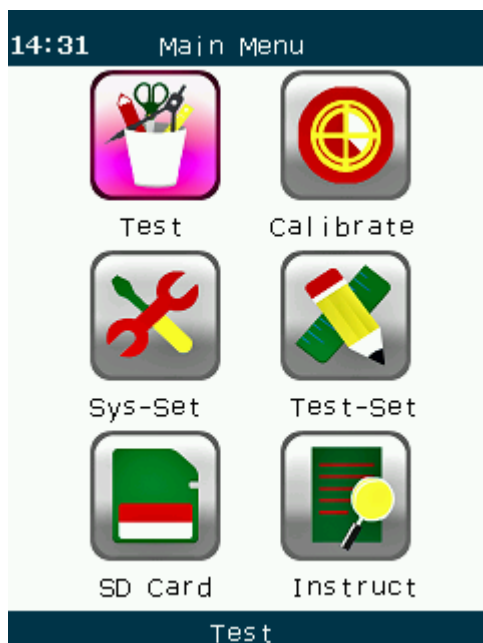 14:31 Main Menu
Test Calibrate
Sys-Set Test-Set
SD Card Instruct
Test